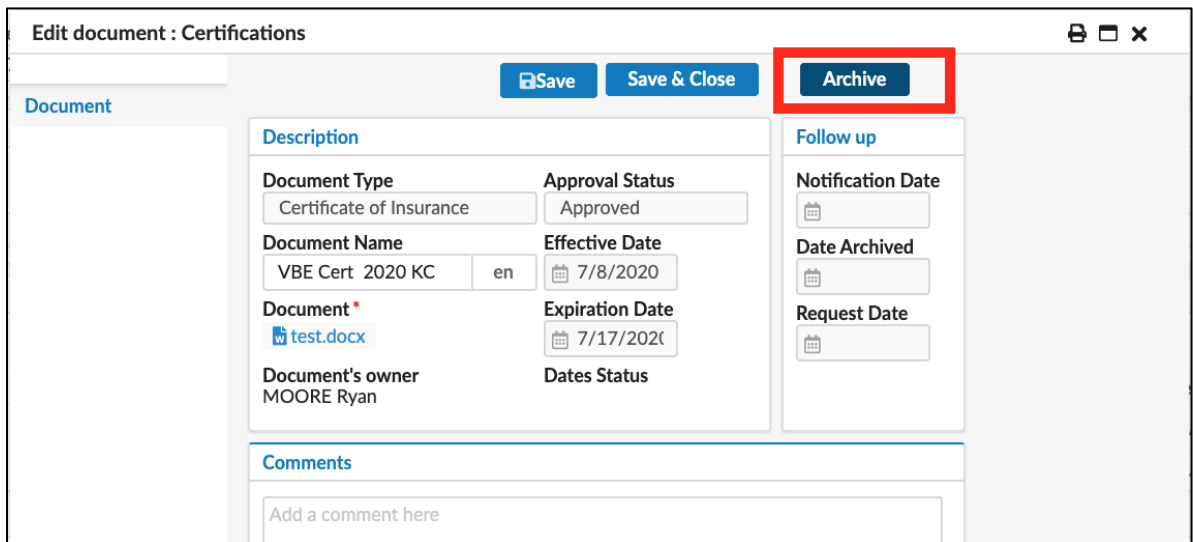 Edit document : Certifications
Save
Save & Close
Archive
Document
Description
Document Type
Certificate of Insurance
Approval Status
Approved
Document Name
VBE Cert  2020 KC
en
Effective Date
7/8/2020
Document*
test.docx
Expiration Date
7/17/202
Document's owner
MOORE Ryan
Dates Status
Follow up
Notification Date
Date Archived
Request Date
Comments
Add a comment here